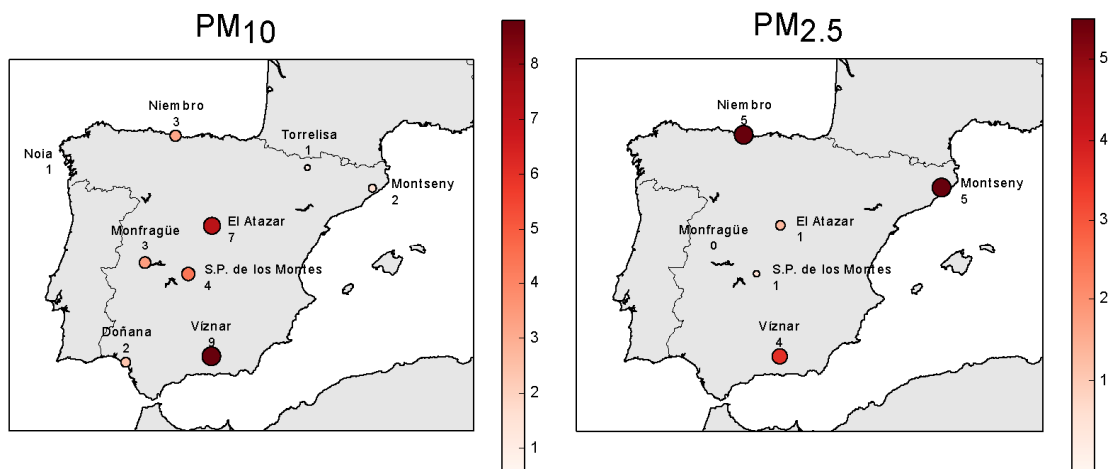 PM10
Niembro
3
Torrelisa
1
Noia
1
Montseny
2
El Atazar
7
Monfragüe
3
S.P. de los Montes
4
Doñana
2
Víznar
9
8
7
6
5
4
3
2
1
PM2.5
Niembro
5
Montseny
5
El Atazar
1
Monfragüe
0
S.P. de los Montes
1
Víznar
4
5
4
3
2
1